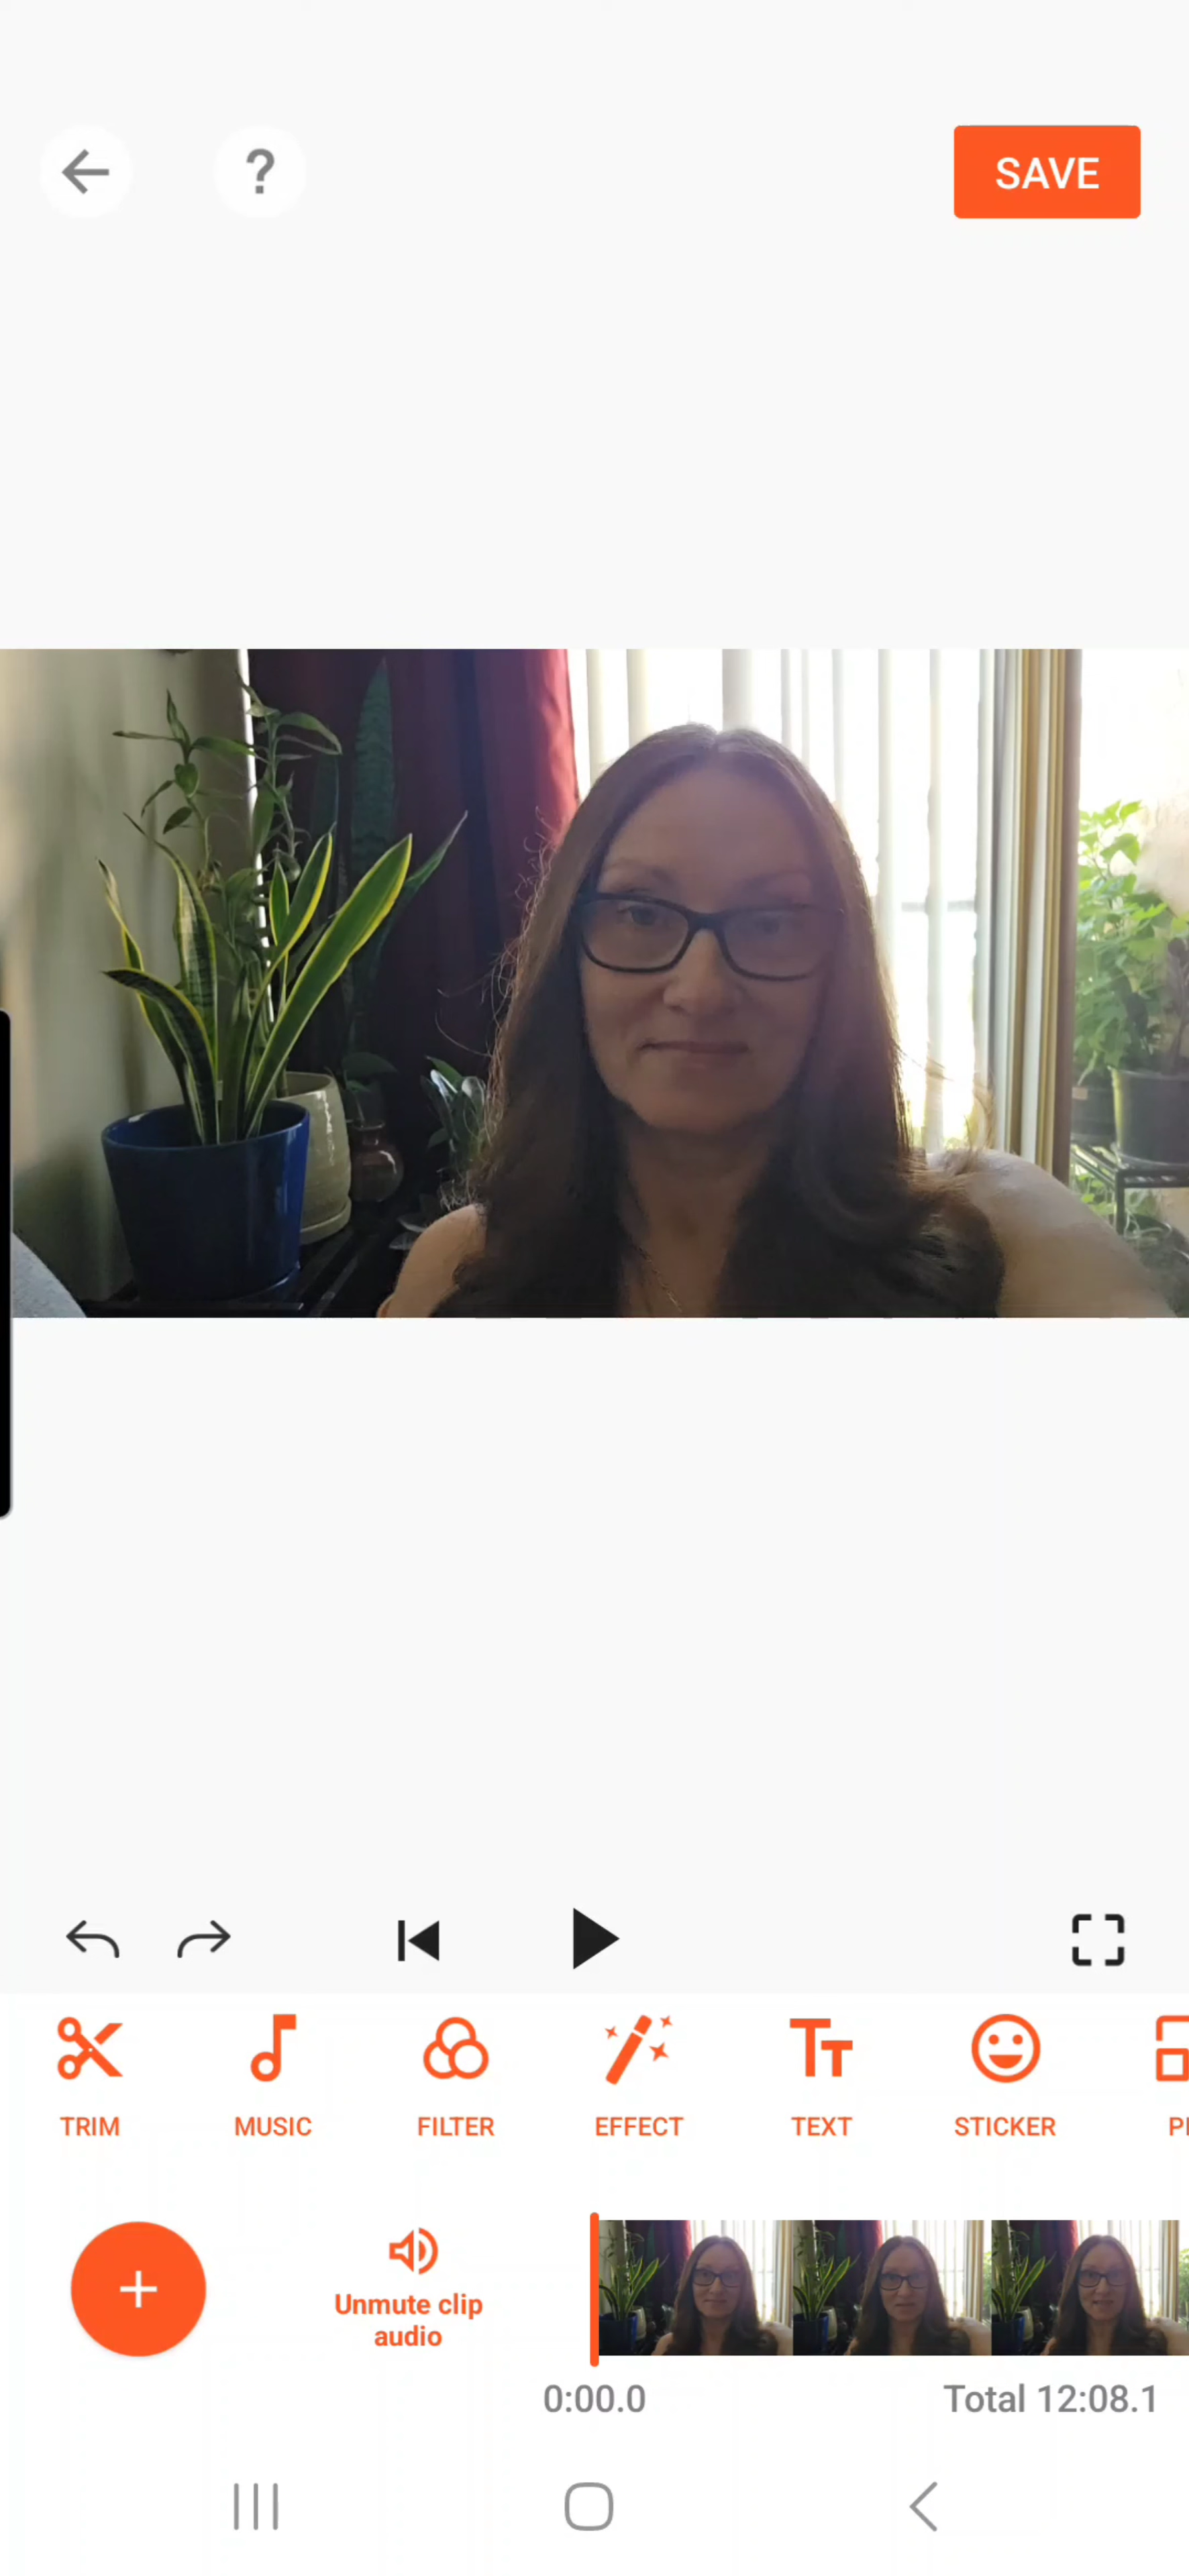 ?
SAVE
TRIM
MUSIC
FILTER
EFFECT
TEXT
STICKER
Unmute clip
audio
0:00.0
Total 12:08.1